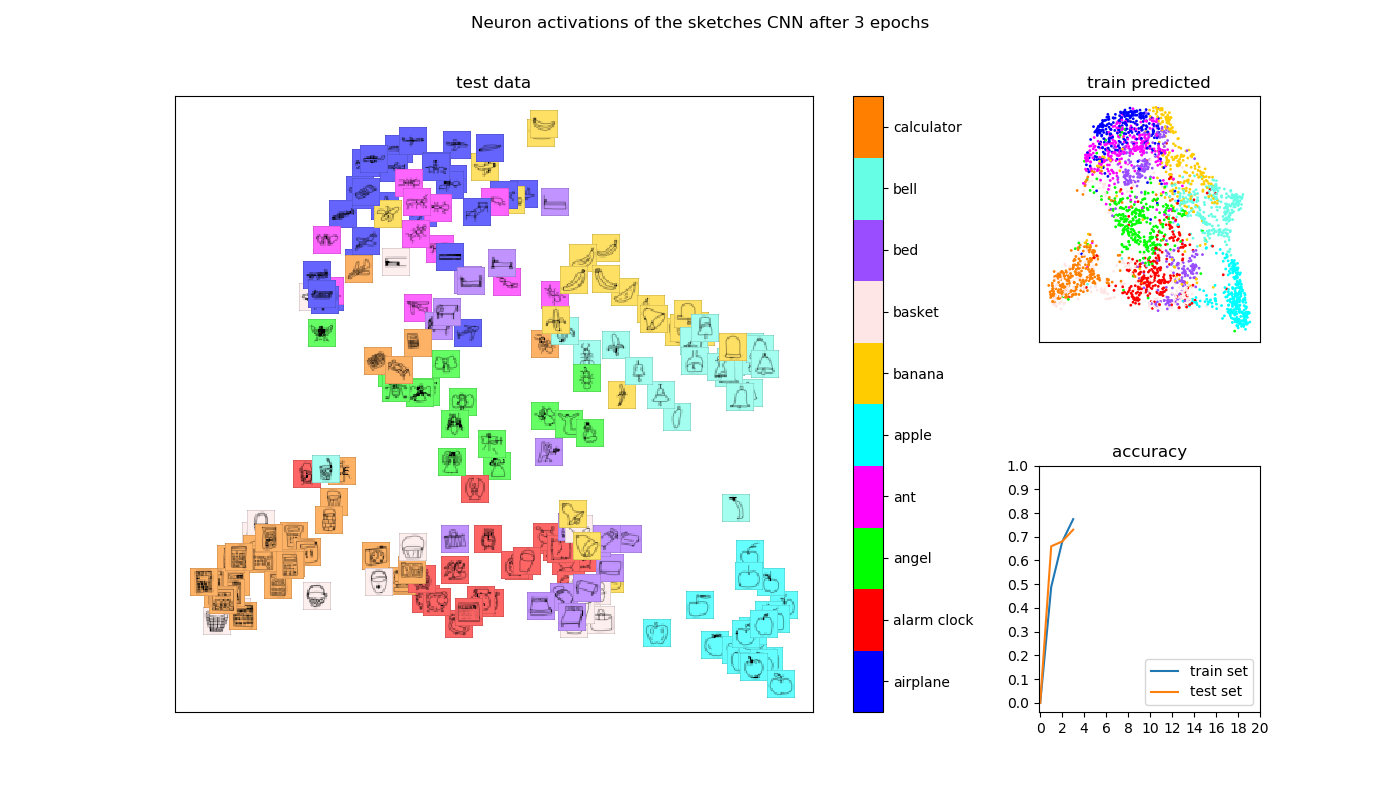 Neuron activations of the sketches CNN after 3 epochs
test data
calculator
bell
bed
basket
banana
apple
ant
angel
alarm clock
airplane
train predicted
accuracy
1.0
0.9
0.8
0.7
0.6
0.5
0.4
0.3
0.2
0.1
0.0
train set
test set
0 2 4 6 8 10 12 14 16 18 20